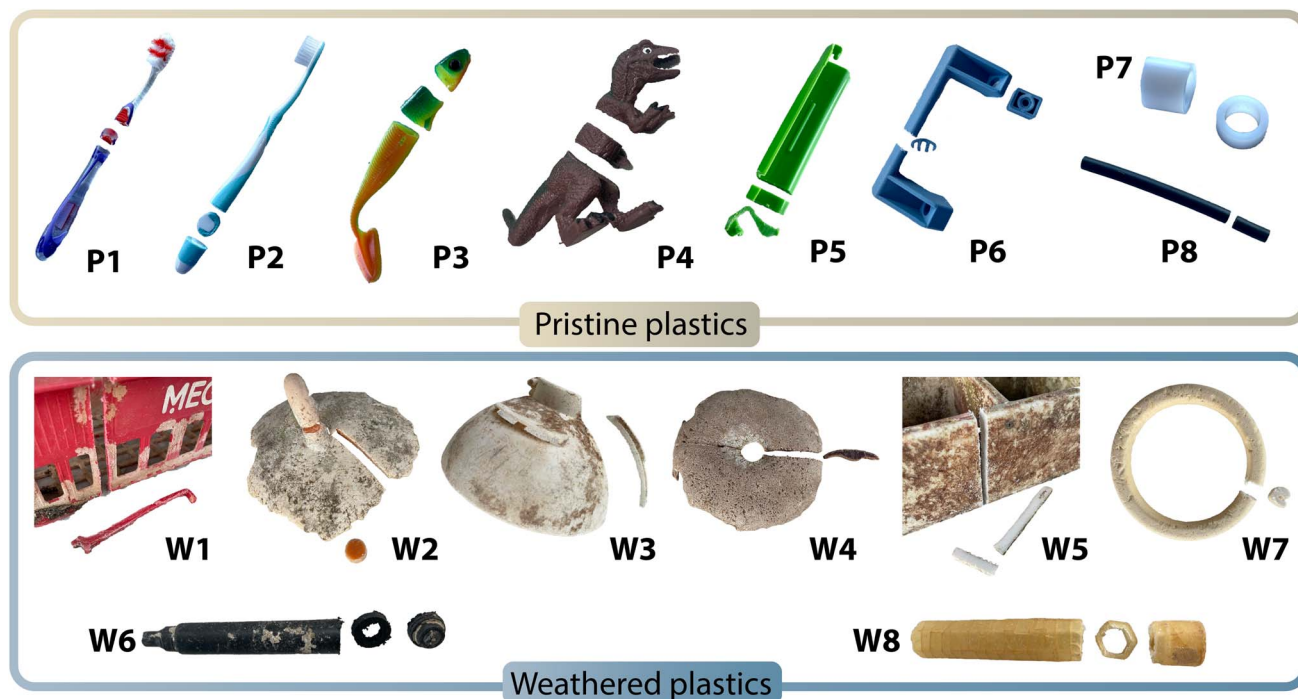 P1
P2
P3
P4
P5
P6
P7
P8
Pristine plastics
MEC
W1
W2
W3
W4
W5
W7
W6
W8
Weathered plastics